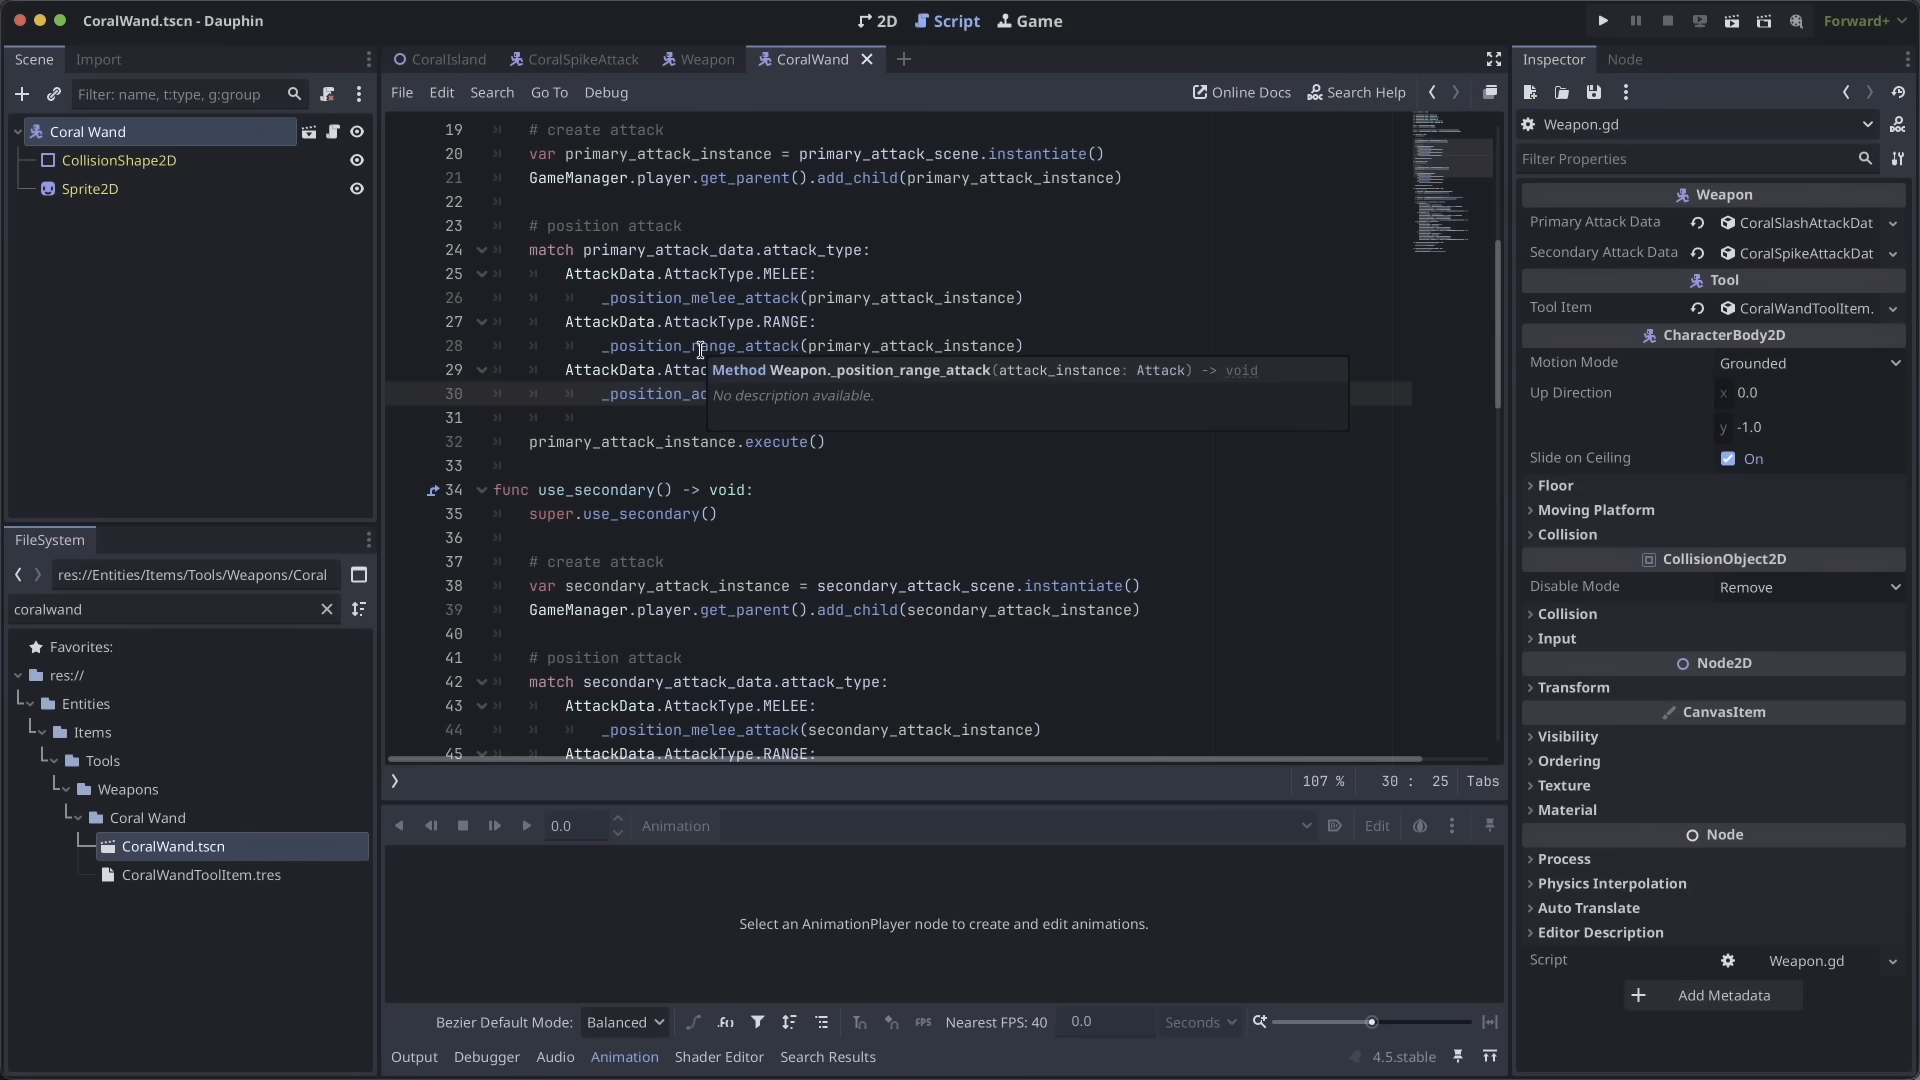 CoralWand.tscn - Dauphin
2D
Script
Game
Forward+
Scene
Import
Filter: name, t:type, g:group
Coral Wand
CollisionShape2D
Sprite2D
FileSystem
res://Entities/Items/Tools/Weapons/Coral
coralwand
Favorites:
res://
Entities
Items
Tools
Weapons
Coral Wand
CoralWand.tscn
CoralWandToolItem.tres
CoralIsland
CoralSpikeAttack
Weapon
CoralWand
File Edit Search Go To Debug
Online Docs
Search Help
19 # create attack
20 var primary_attack_instance = primary_attack_scene.instantiate()
21 GameManager.player.get_parent().add_child(primary_attack_instance)
22
23 # position attack
24 match primary_attack_data.attack_type:
25 AttackData.AttackType.MELEE:
26 _position_melee_attack(primary_attack_instance)
27 AttackData.AttackType.RANGE:
28 _position_range_attack(primary_attack_instance)
29 AttackData.Attac
30 _position_ac
31
32 primary_attack_instance.execute()
33
34 func use_secondary() -> void:
35 super.use_secondary()
36
37 # create attack
38 var secondary_attack_instance = secondary_attack_scene.instantiate()
39 GameManager.player.get_parent().add_child(secondary_attack_instance)
40
41 # position attack
42 match secondary_attack_data.attack_type:
43 AttackData.AttackType.MELEE:
44 _position_melee_attack(secondary_attack_instance)
45 AttackData.AttackType.RANGE:
Method Weapon._position_range_attack(attack_instance: Attack) -> void
No description available.
107 % 30 : 25 Tabs
0.0
Animation
Edit
Select an AnimationPlayer node to create and edit animations.
Bezier Default Mode: Balanced
Nearest FPS: 40
0.0
Seconds
FPS
Output Debugger Audio Animation Shader Editor Search Results
4.5.stable
Inspector
Node
Weapon.gd
Filter Properties
Weapon
Primary Attack Data CoralSlashAttackDat
Secondary Attack Data CoralSpikeAttackDat
Tool
Tool Item CoralWandToolItem.
CharacterBody2D
Motion Mode Grounded
Up Direction x 0.0
y -1.0
Slide on Ceiling On
Floor
Moving Platform
Collision
CollisionObject2D
Disable Mode Remove
Collision
Input
Node2D
Transform
CanvasItem
Visibility
Ordering
Texture
Material
Node
Process
Physics Interpolation
Auto Translate
Editor Description
Script Weapon.gd
Add Metadata